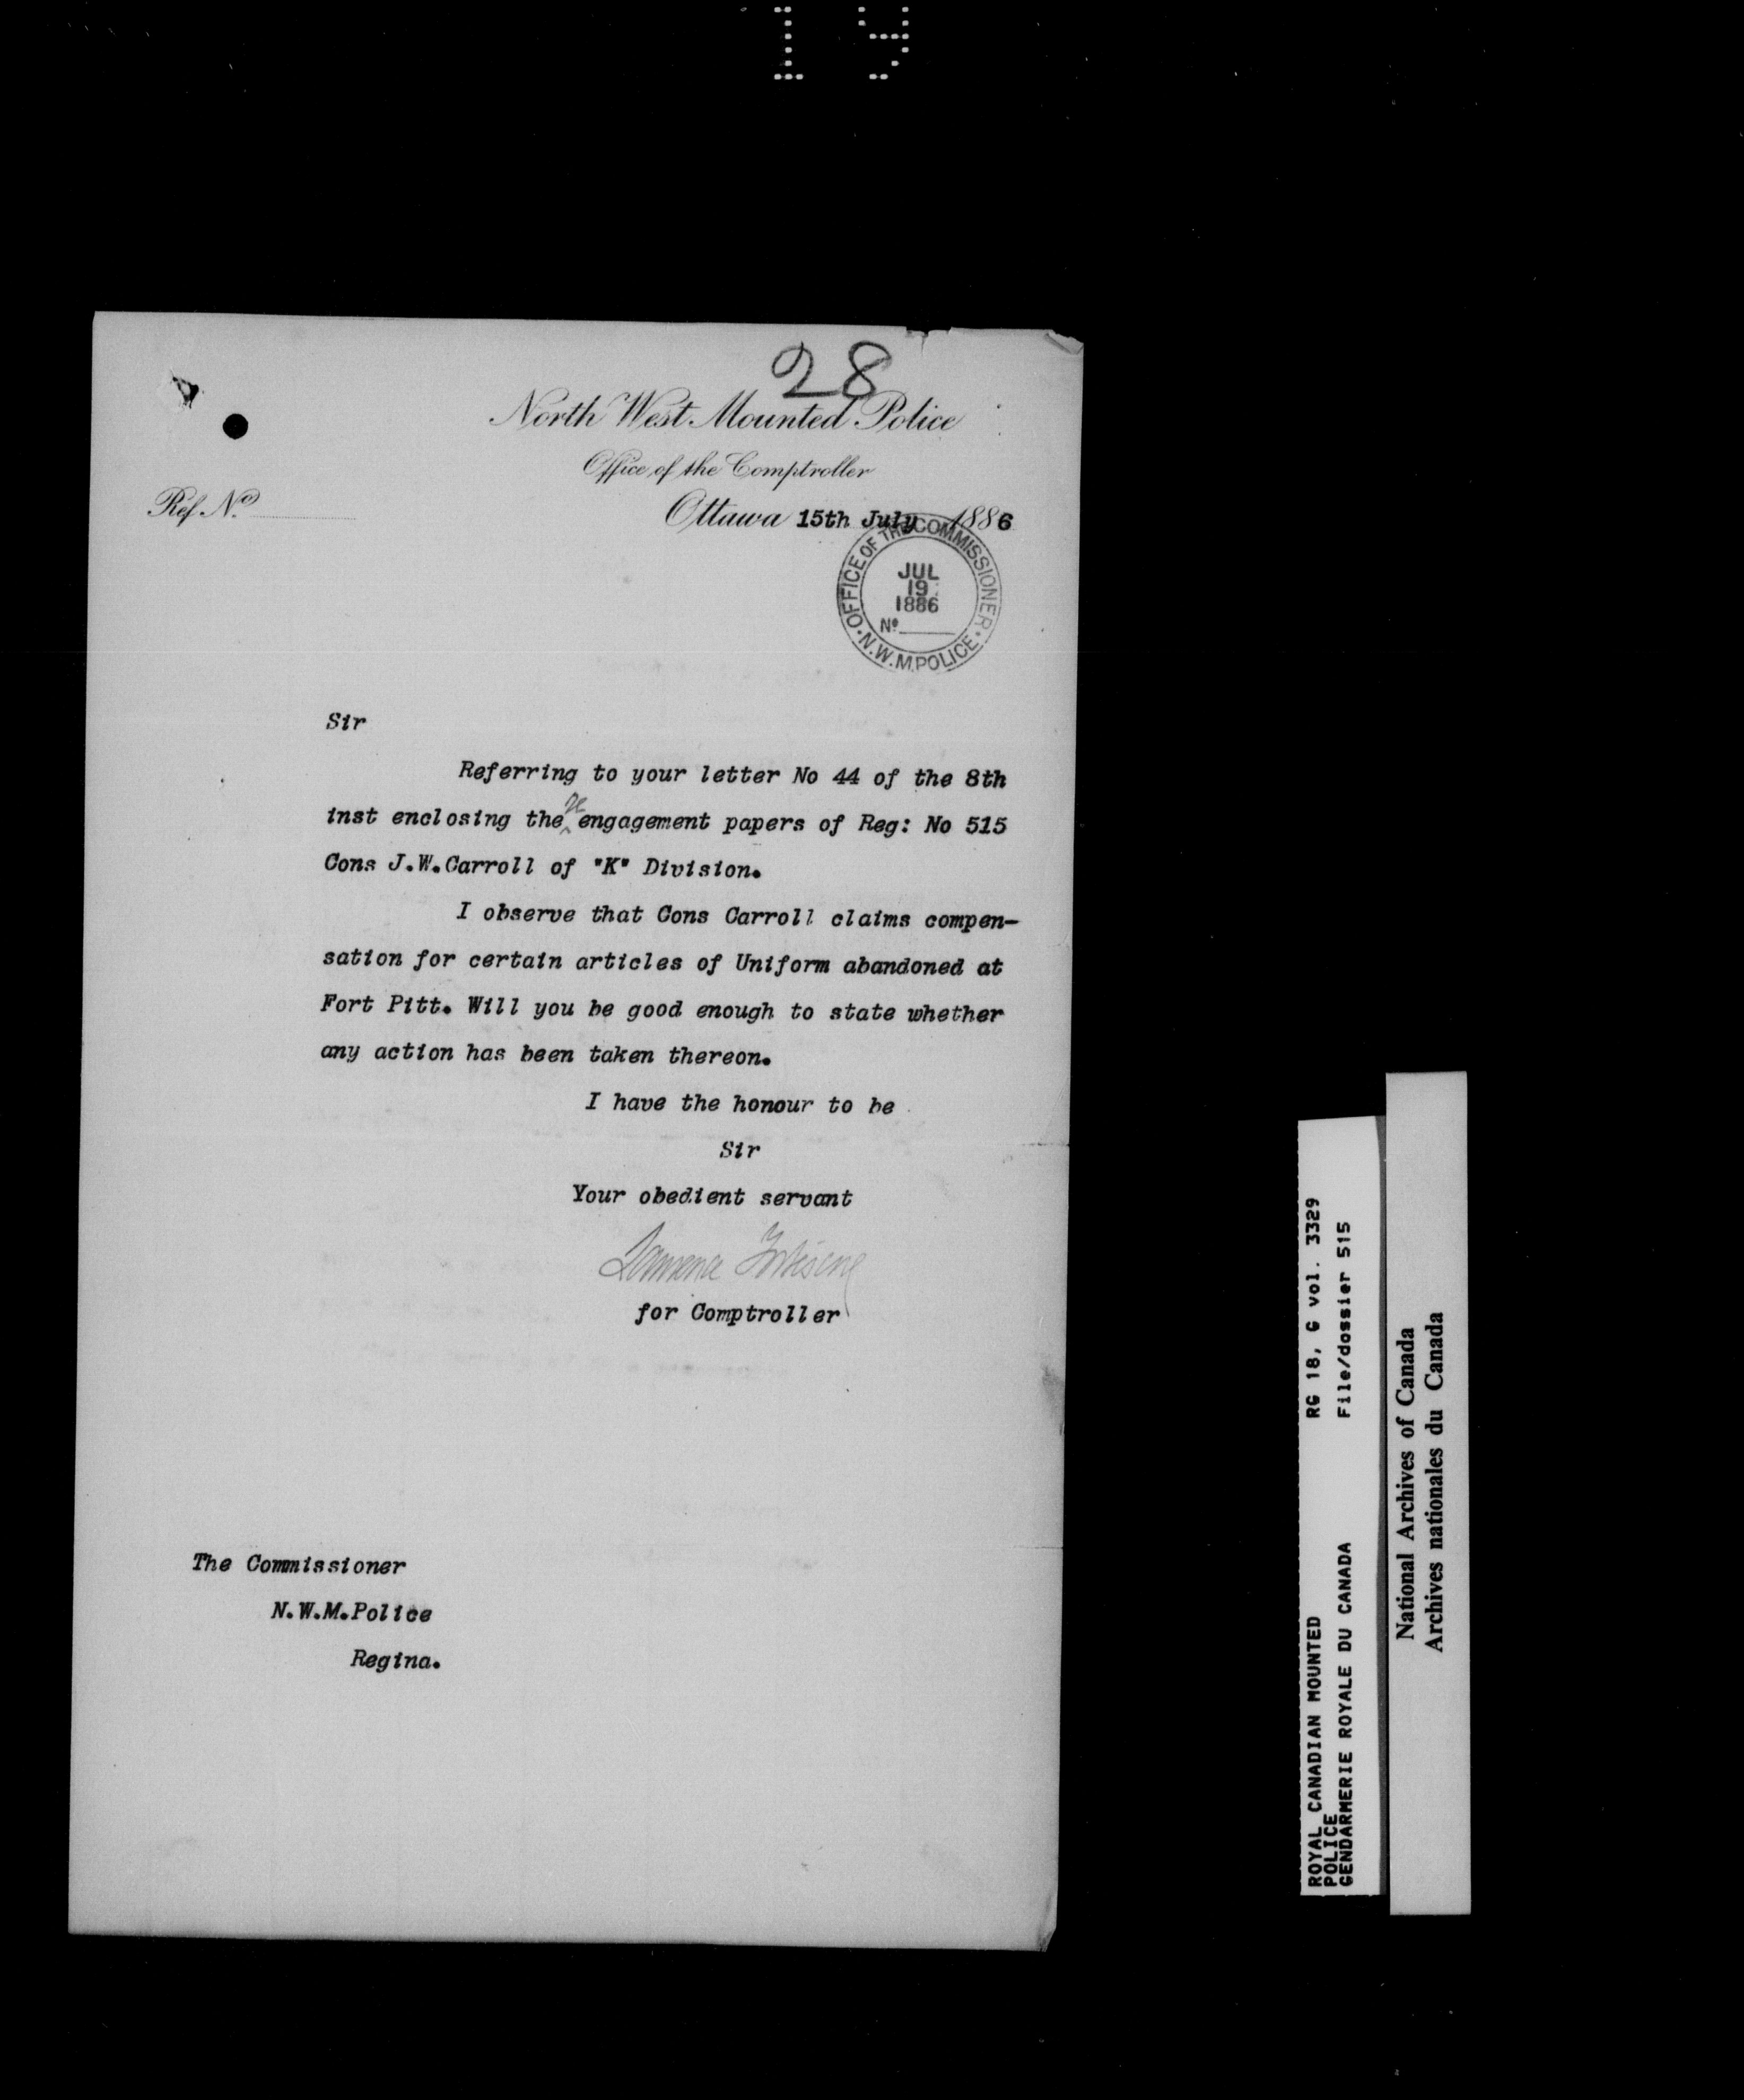 19
28
North West Mounted Police
Office of the Comptroller
Ref. No.
Ottawa 15th July 1886
OFFICE OF THE COMMISSIONER
JUL
19
1886
No
N.W.M.POLICE
Sir
Referring to your letter No 44 of the 8th
inst enclosing the re engagement papers of Reg: No 515
Cons J.W.Carroll of "K" Division.
I observe that Cons Carroll claims compen-
sation for certain articles of Uniform abandoned at
Fort Pitt. Will you be good enough to state whether
any action has been taken thereon.
I have the honour to be
Sir
Your obedient servant
Lawrence Fortescue
for Comptroller
The Commissioner
N.W.M.Police
Regina.
ROYAL CANADIAN MOUNTED
POLICE
GENDARMERIE ROYALE DU CANADA
RG 18, G vol. 3329
File/dossier 515
National Archives of Canada
Archives nationales du Canada